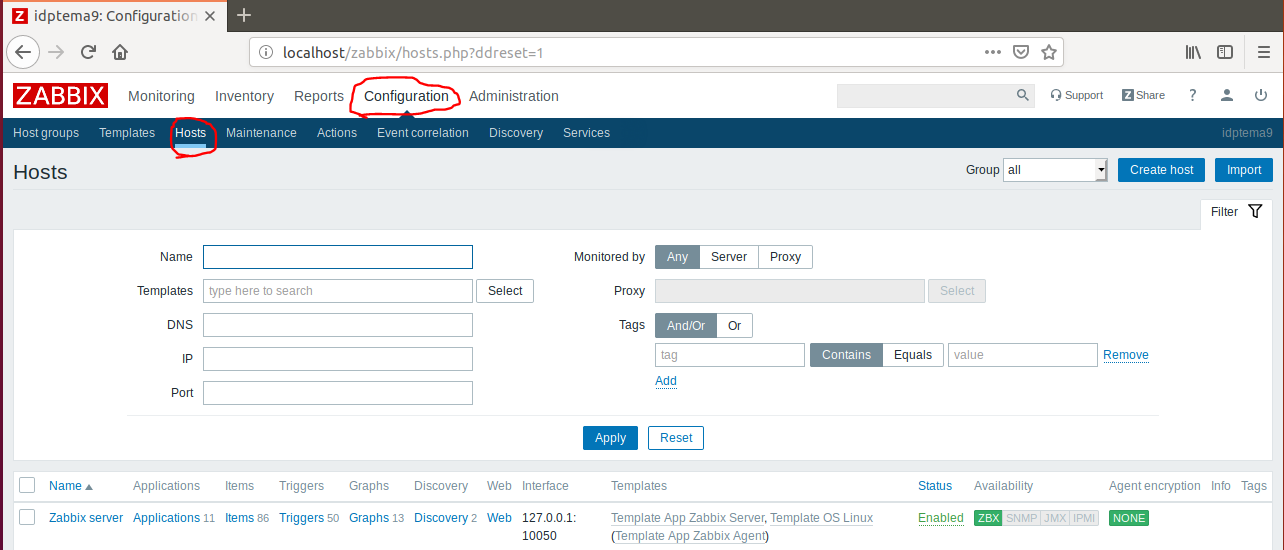 idptema9: Configuration
localhost/zabbix/hosts.php?ddreset=1
ZABBIX Monitoring Inventory Reports Configuration Administration Support Z Share ?
Host groups Templates Hosts Maintenance Actions Event correlation Discovery Services idptema9
Hosts Group all Create host Import
Filter
Name Monitored by Any Server Proxy
Templates type here to search Select Proxy Select
DNS Tags And/Or Or
IP tag Contains Equals value Remove
Add
Port
Apply Reset
Name Applications Items Triggers Graphs Discovery Web Interface Templates Status Availability Agent encryption Info Tags
Zabbix server Applications 11 Items 86 Triggers 50 Graphs 13 Discovery 2 Web 127.0.0.1: Template App Zabbix Server, Template OS Linux Enabled ZBX SNMP JMX IPMI NONE
10050 (Template App Zabbix Agent)